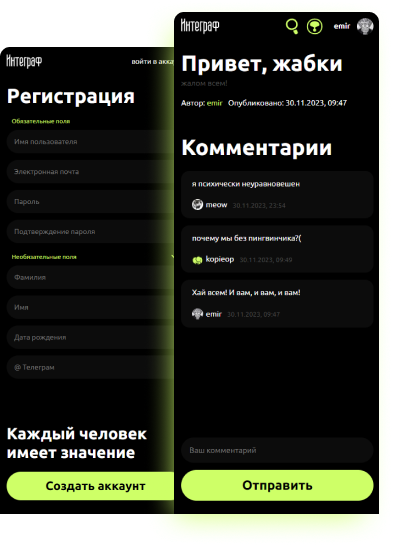 Интеграф
войти в акка
Регистрация
Обязательные поля
Имя пользователя
Электронная почта
Пароль
Подтверждение пароля
Необязательные поля
Фамилия
Имя
Дата рождения
@ Телеграм
Каждый человек
имеет значение
Создать аккаунт
Интеграф
emir
Привет, жабки
жалом всем!
Автор: emir Опубликовано: 30.11.2023, 09:47
Комментарии
я психически неуравновешен
meow 30.11.2023, 23:54
почему мы без пингвинчика?(
kopieop 30.11.2023, 09:49
Хай всем! И вам, и вам, и вам!
emir 30.11.2023, 09:47
Ваш комментарий
Отправить